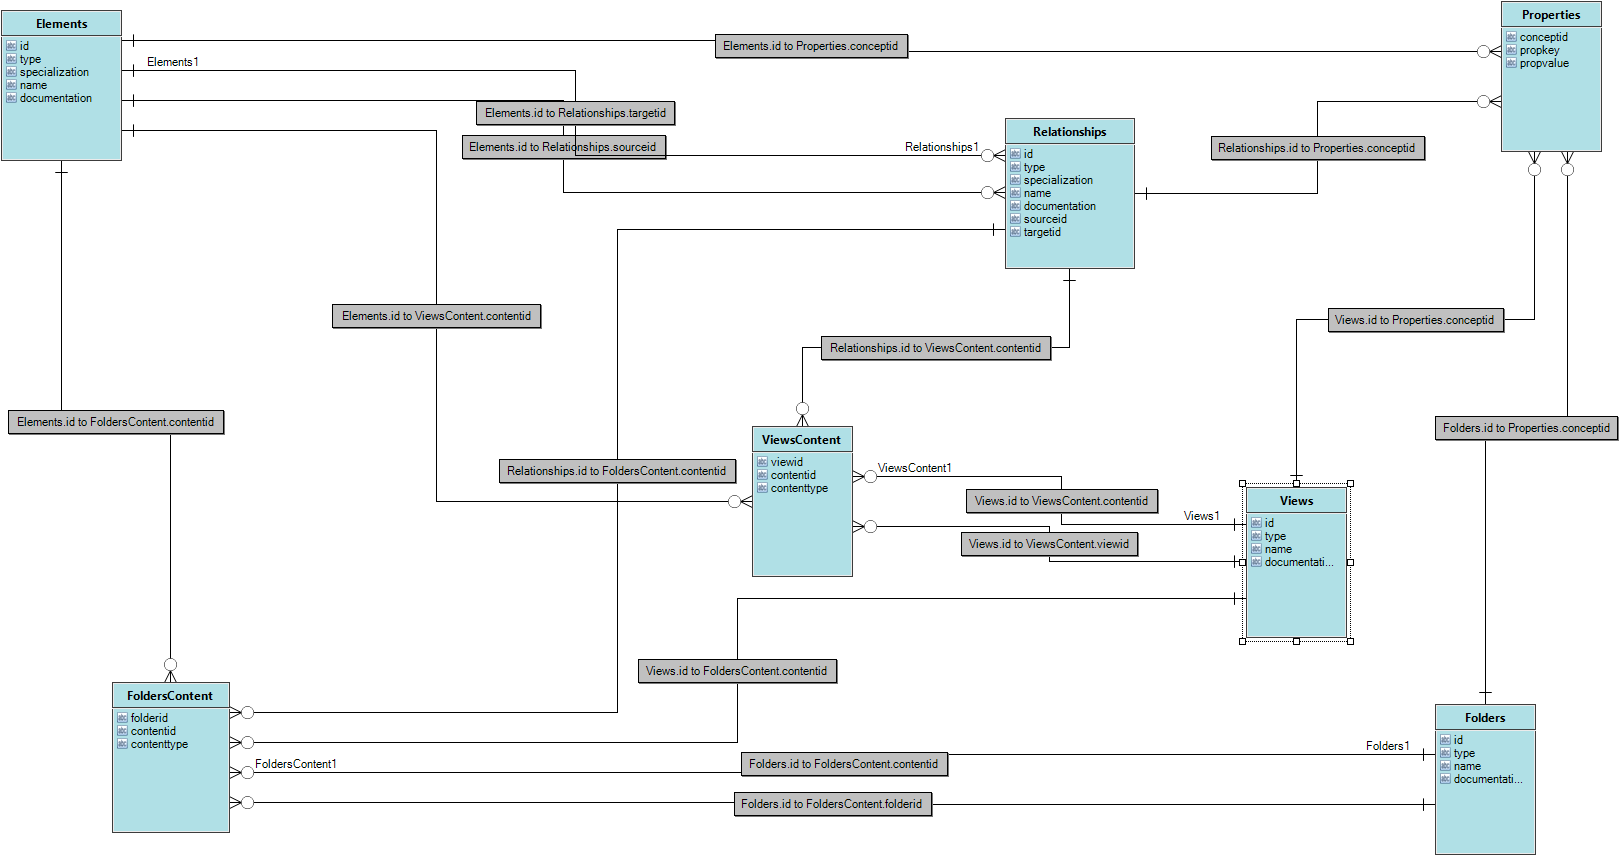 Elements
id
type
specialization
name
documentation
Elements1
Elements.id to Properties.conceptid
Properties
conceptid
propkey
propvalue
Elements.id to Relationships.targetid
Elements.id to Relationships.sourceid
Relationships1
Relationships
id
type
specialization
name
documentation
sourceid
targetid
Relationships.id to Properties.conceptid
Elements.id to ViewsContent.contentid
Relationships.id to ViewsContent.contentid
Views.id to Properties.conceptid
Elements.id to FoldersContent.contentid
Folders.id to Properties.conceptid
ViewsContent
viewid
contentid
contenttype
ViewsContent1
Relationships.id to FoldersContent.contentid
Views.id to ViewsContent.contentid
Views1
Views.id to ViewsContent.viewid
Views
id
type
name
documentati...
Views.id to FoldersContent.contentid
FoldersContent
folderid
contentid
contenttype
FoldersContent1
Folders.id to FoldersContent.contentid
Folders1
Folders.id to FoldersContent.folderid
Folders
id
type
name
documentati...